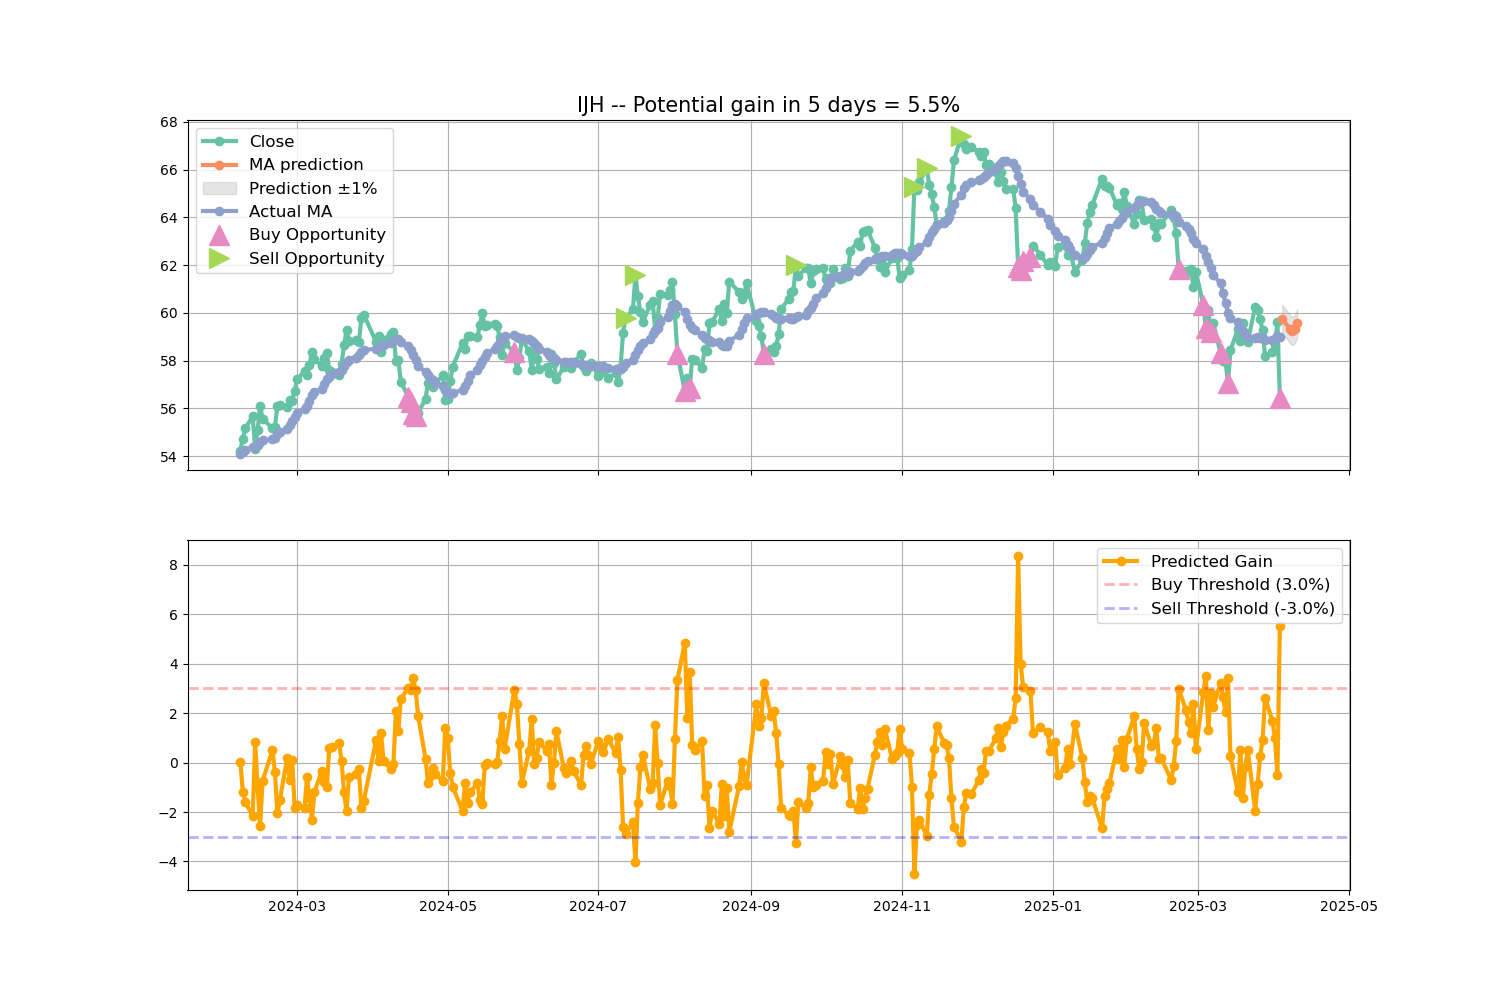 IJH -- Potential gain in 5 days = 5.5%
68
66
64
62
60
58
56
54
Close
MA prediction
Prediction ±1%
Actual MA
Buy Opportunity
Sell Opportunity
8
6
4
2
0
−2
−4
Predicted Gain
Buy Threshold (3.0%)
Sell Threshold (-3.0%)
2024-03
2024-05
2024-07
2024-09
2024-11
2025-01
2025-03
2025-05